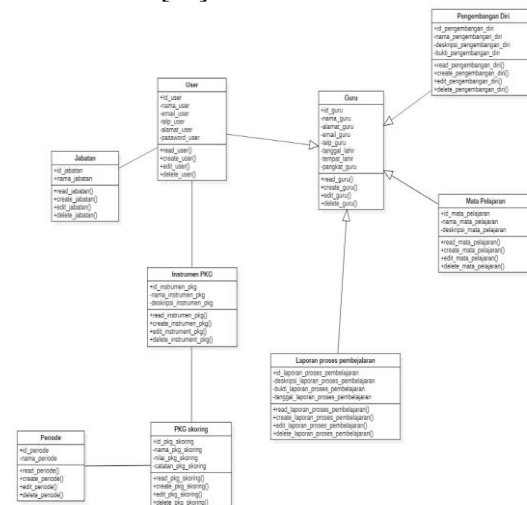 Pengembangan Diri
+id_pengembangan_diri
-nama_pengembangan_diri
-deskripsi_pengembangan_diri
-bukti_pengembangan_diri
+read_pengembangan_diri()
+create_pengembangan_diri()
+edit_pengembangan_diri()
+delete_pengembangan_diri()
User
+id_user
-nama_user
-email_user
-telp_user
-alamat_user
-password_user
+read_user()
+create_user()
+edit_user()
+delete_user()
Guru
+id_guru
-nama_guru
-alamat_guru
-email_guru
-telp_guru
-tanggal_lahir
-tempat_lahir
-pangkat_guru
+read_guru()
+create_guru()
+edit_guru()
+delete_guru()
Jabatan
+id_jabatan
+nama_jabatan
+read_jabatan()
+create_jabatan()
+edit_jabatan()
+delete_jabatan()
Mata Pelajaran
+id_mata_pelajaran
-nama_mata_pelajaran
-deskripsi_mata_pelajaran
+read_mata_pelajaran()
+create_mata_pelajaran()
+edit_mata_pelajaran()
+delete_mata_pelajaran()
Instrumen PKG
+id_instrumen_pkg
-nama_instrumen_pkg
-deskripsi_instrumen_pkg
+read_instrumen_pkg()
+create_instrumen_pkg()
+edit_instrument_pkg()
+delete_instrument_pkg()
Laporan proses pembejalaran
+id_laporan_proses_pembelajaran
-deskripsi_laporan_proses_pembelajaran
-bukti_laporan_proses_pembelajaran
-tanggal_laporan_proses_pembelajaran
+read_laporan_proses_pembelajaran()
+create_laporan_proses_pembelajaran()
+edit_laporan_proses_pembelajaran()
+delete_laporan_proses_pembelajaran()
PKG-skoring
+id_pkg_skoring
-nama_pkg_skoring
-nilai_pkg_skoring
-catatan_pkg_skoring
+read_pkg_skoring()
+create_pkg_skoring()
+edit_pkg_skoring()
+delete_pkg_skoring()
Periode
+id_periode
-nama_periode
+read_periode()
+create_periode()
+edit_periode()
+delete_periode()